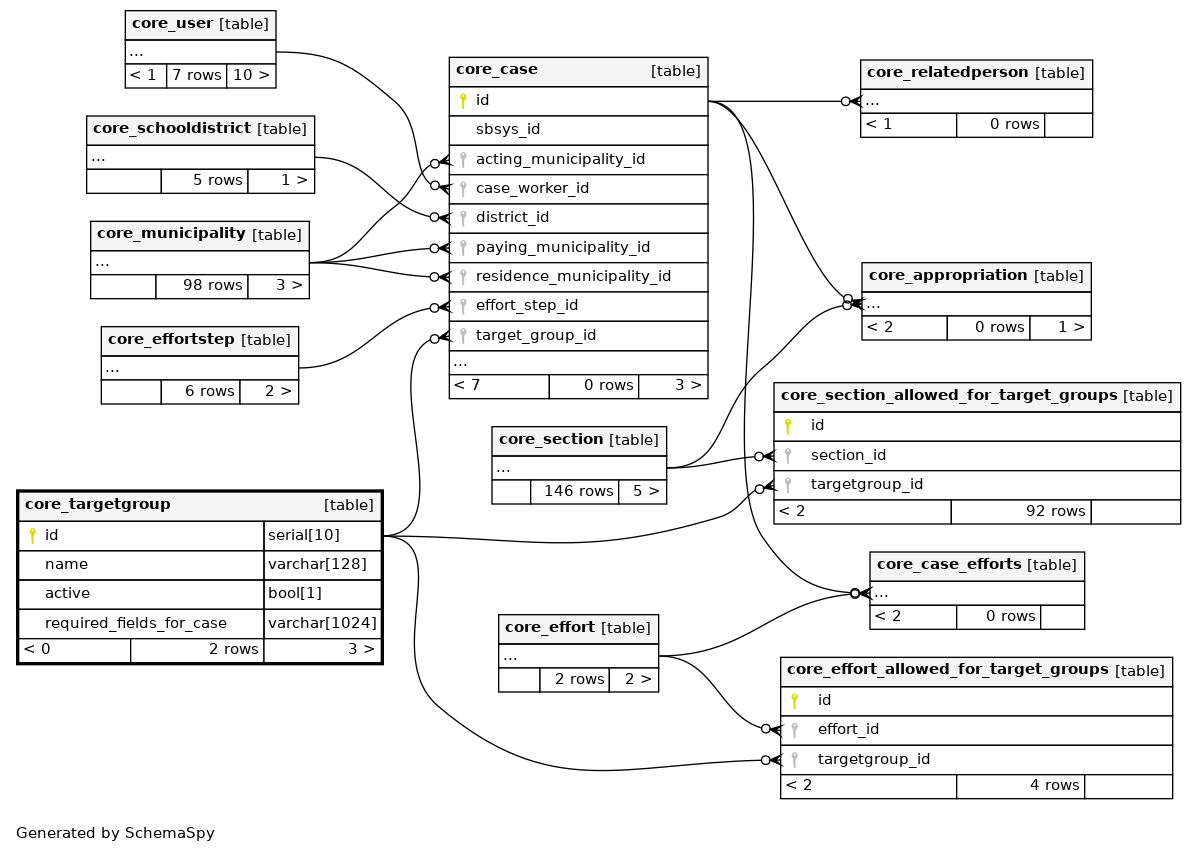 core_user [table]
...
< 1 7 rows 10 >
core_schooldistrict [table]
...
5 rows 1 >
core_municipality [table]
...
98 rows 3 >
core_effortstep [table]
...
6 rows 2 >
core_targetgroup [table]
id serial[10]
name varchar[128]
active bool[1]
required_fields_for_case varchar[1024]
< 0 2 rows 3 >
core_case [table]
id
sbsys_id
acting_municipality_id
case_worker_id
district_id
paying_municipality_id
residence_municipality_id
effort_step_id
target_group_id
...
< 7 0 rows 3 >
core_section [table]
...
146 rows 5 >
core_effort [table]
...
2 rows 2 >
core_relatedperson [table]
...
< 1 0 rows
core_appropriation [table]
...
< 2 0 rows 1 >
core_section_allowed_for_target_groups [table]
id
section_id
targetgroup_id
< 2 92 rows
core_case_efforts [table]
...
< 2 0 rows
core_effort_allowed_for_target_groups [table]
id
effort_id
targetgroup_id
< 2 4 rows
Generated by SchemaSpy